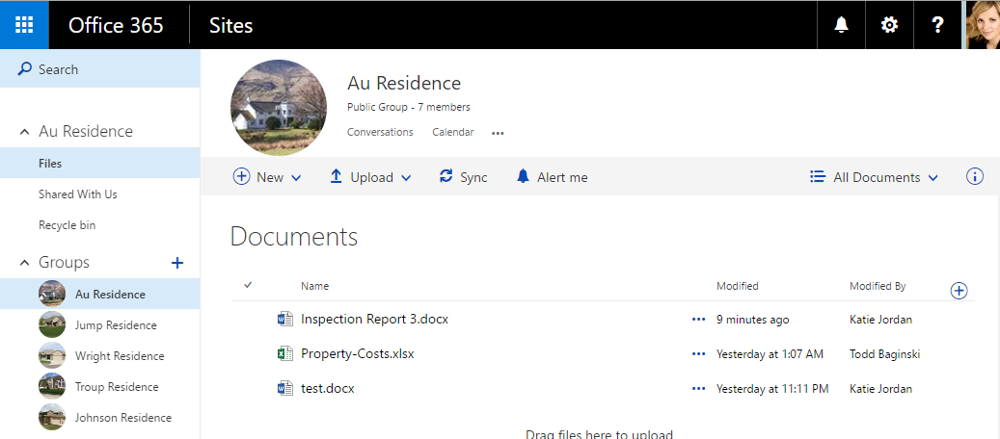 Office 365 Sites ?
Search
Au Residence
Files
Shared With Us
Recycle bin
Groups
Au Residence
Jump Residence
Wright Residence
Troup Residence
Johnson Residence
Au Residence
Public Group - 7 members
Conversations Calendar ...
New Upload Sync Alert me All Documents
Documents
Name Modified Modified By
Inspection Report 3.docx ... 9 minutes ago Katie Jordan
Property-Costs.xlsx ... Yesterday at 1:07 AM Todd Baginski
test.docx ... Yesterday at 11:11 PM Katie Jordan
Drag files here to upload